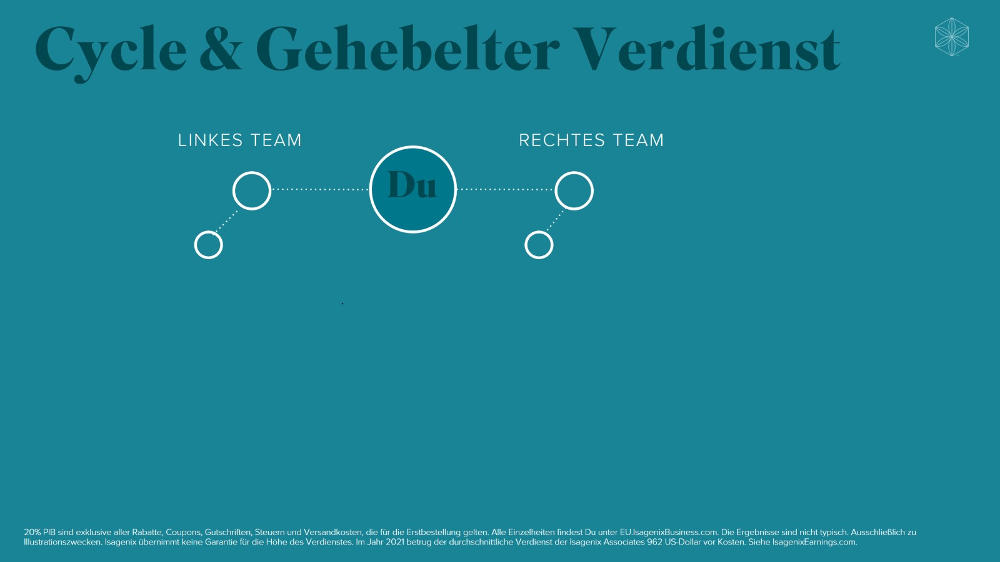 Cycle & Gehebelter Verdienst
LINKES TEAM
RECHTES TEAM
Du
20% PIB sind exklusive aller Rabatte, Coupons, Gutschriften, Steuern und Versandkosten, die für die Erstbestellung gelten. Alle Einzelheiten findest Du unter EU.IsagenixBusiness.com. Die Ergebnisse sind nicht typisch. Ausschließlich zu
Illustrationszwecken. Isagenix übernimmt keine Garantie für die Höhe des Verdienstes. Im Jahr 2021 betrug der durchschnittliche Verdienst der Isagenix Associates 962 US-Dollar vor Kosten. Siehe IsagenixEarnings.com.